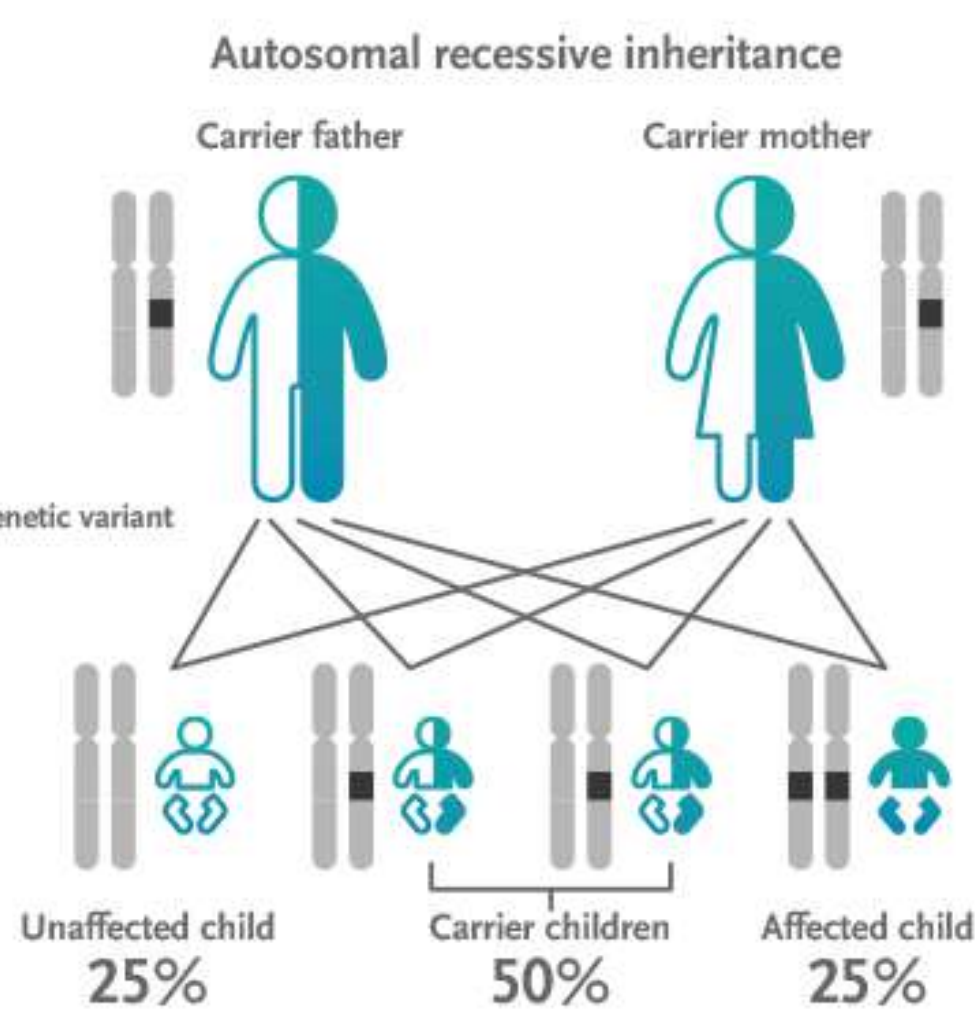 Autosomal recessive inheritance
Carrier father
Carrier mother
enetic variant
Unaffected child
25%
Carrier children
50%
Affected child
25%